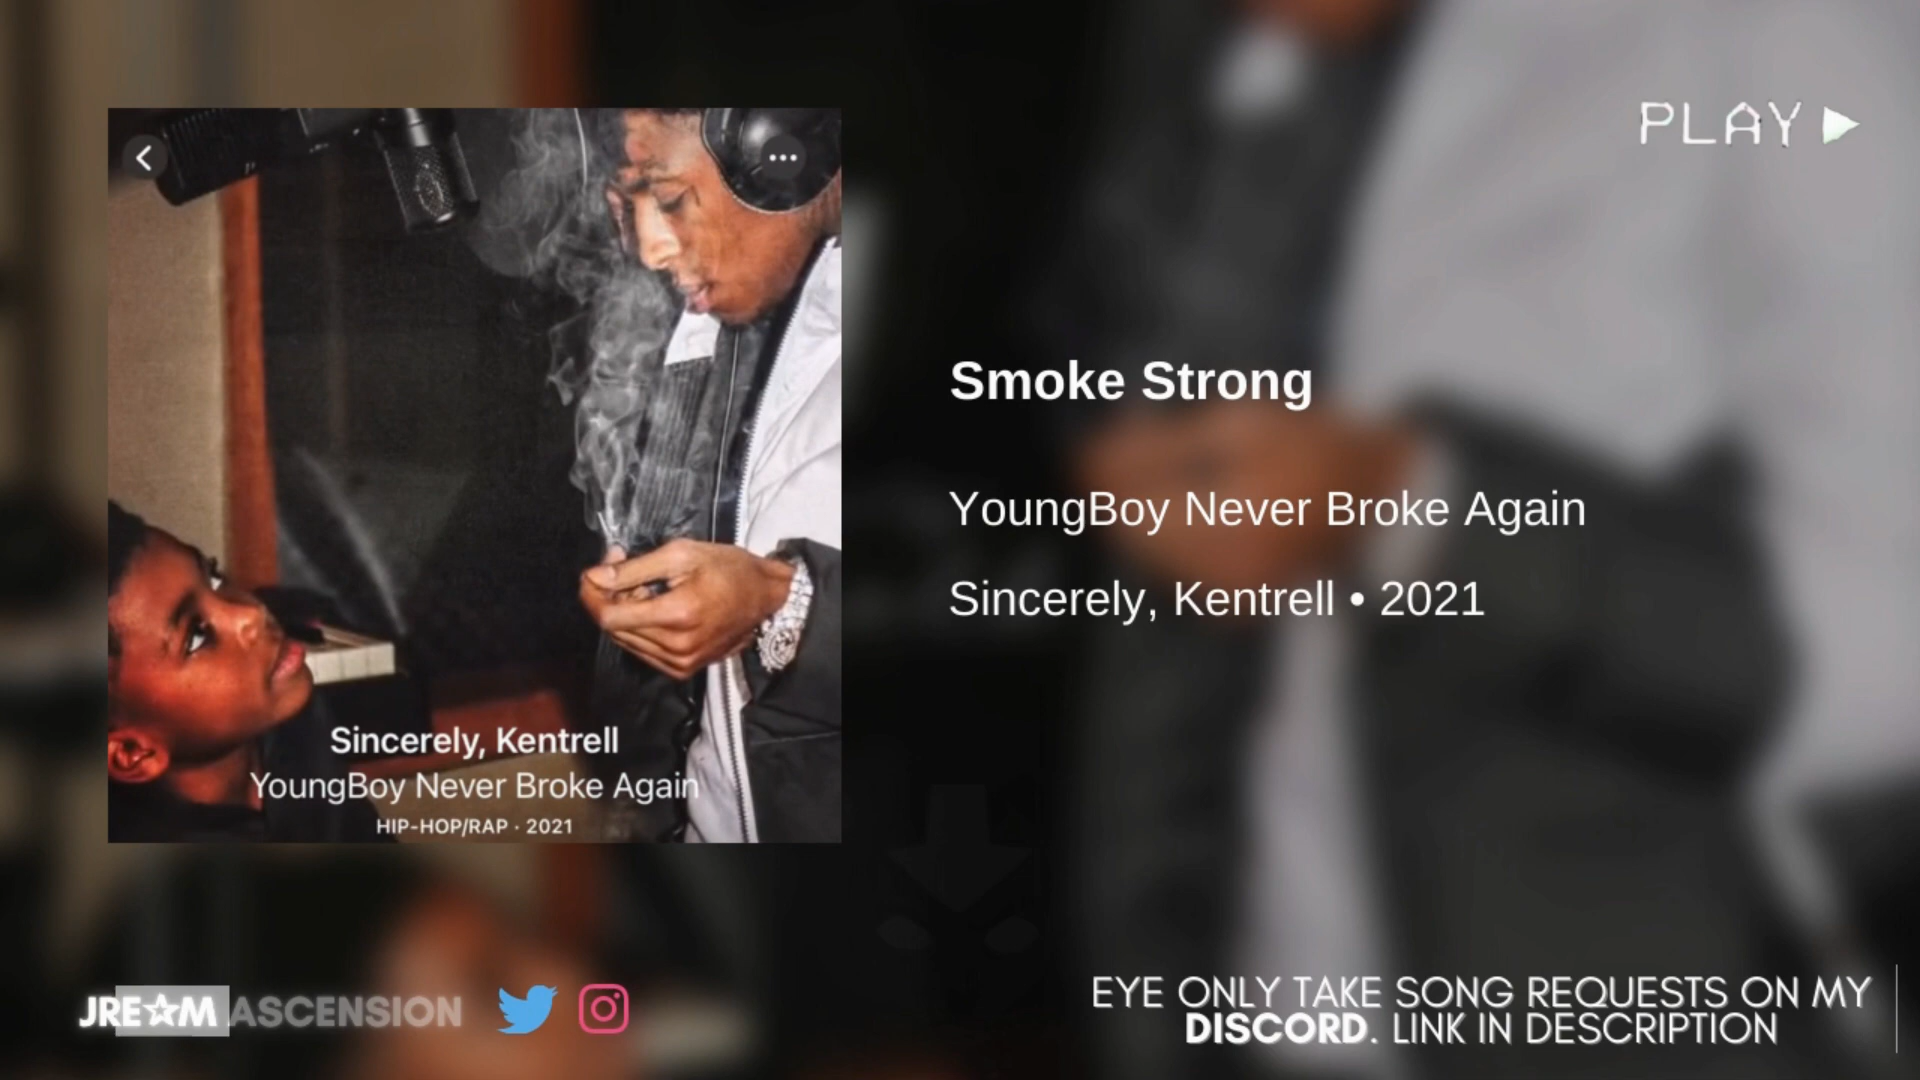 PLAY
Smoke Strong
YoungBoy Never Broke Again
Sincerely, Kentrell • 2021
Sincerely, Kentrell
YoungBoy Never Broke Again
HIP-HOP/RAP · 2021
JRE☆M ASCENSION
EYE ONLY TAKE SONG REQUESTS ON MY
DISCORD. LINK IN DESCRIPTION